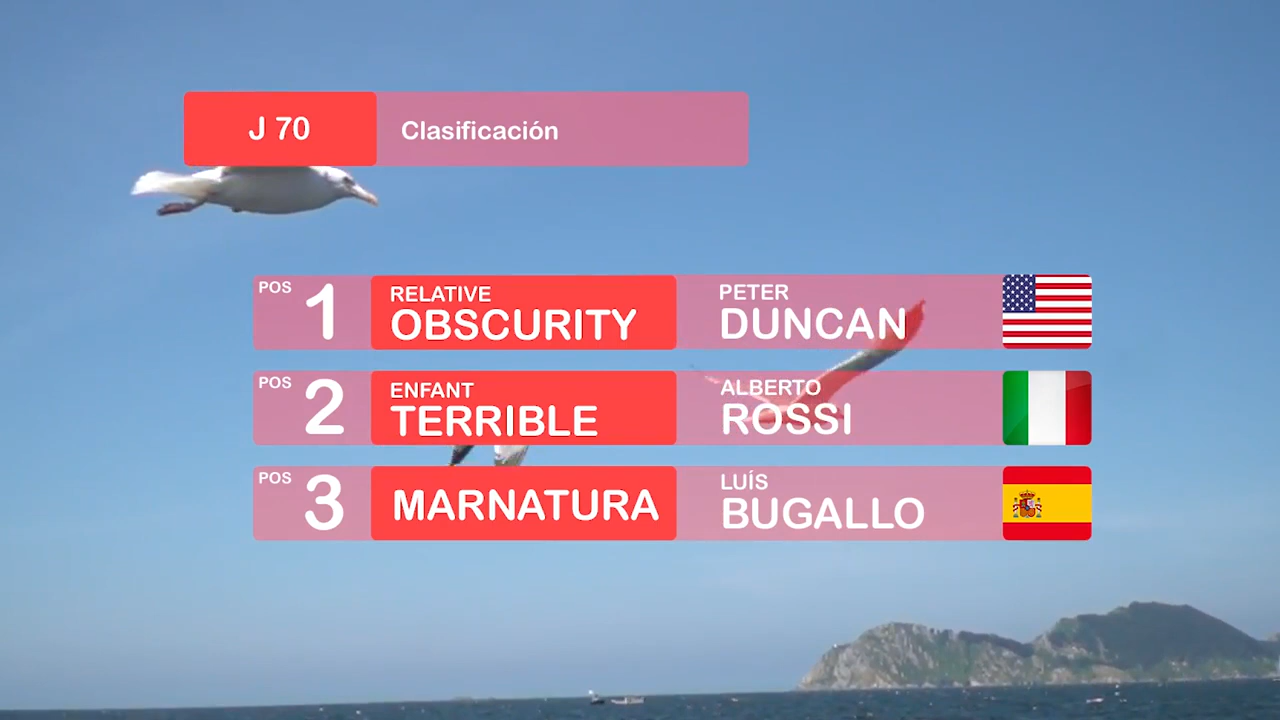 J 70
Clasificación
POS
1
RELATIVE
OBSCURITY
PETER
DUNCAN
POS
2
ENFANT
TERRIBLE
ALBERTO
ROSSI
POS
3
MARNATURA
LUÍS
BUGALLO